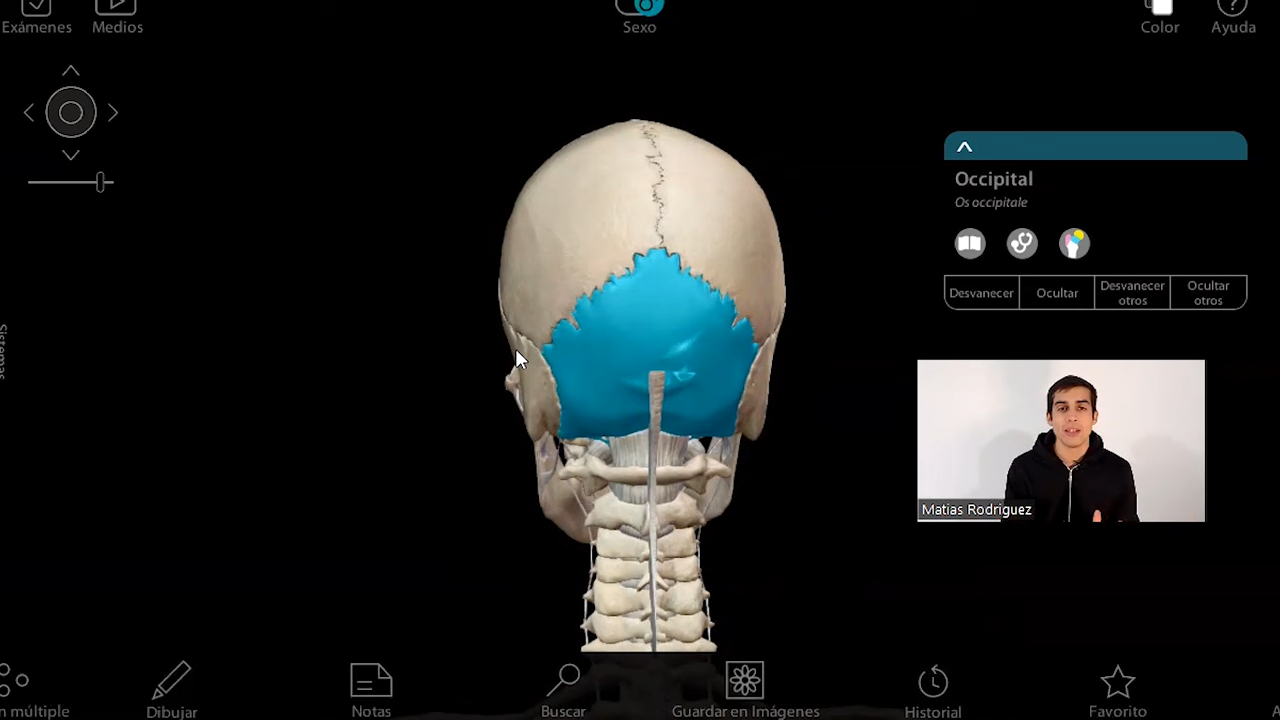 Exámenes
Medios
Sexo
Color
Ayuda
Occipital
Os occipitale
Desvanecer
Ocultar
Desvanecer
otros
Ocultar
otros
Sistemas
Matias Rodriguez
n múltiple
Dibujar
Notas
Buscar
Guardar en Imágenes
Historial
Favorito